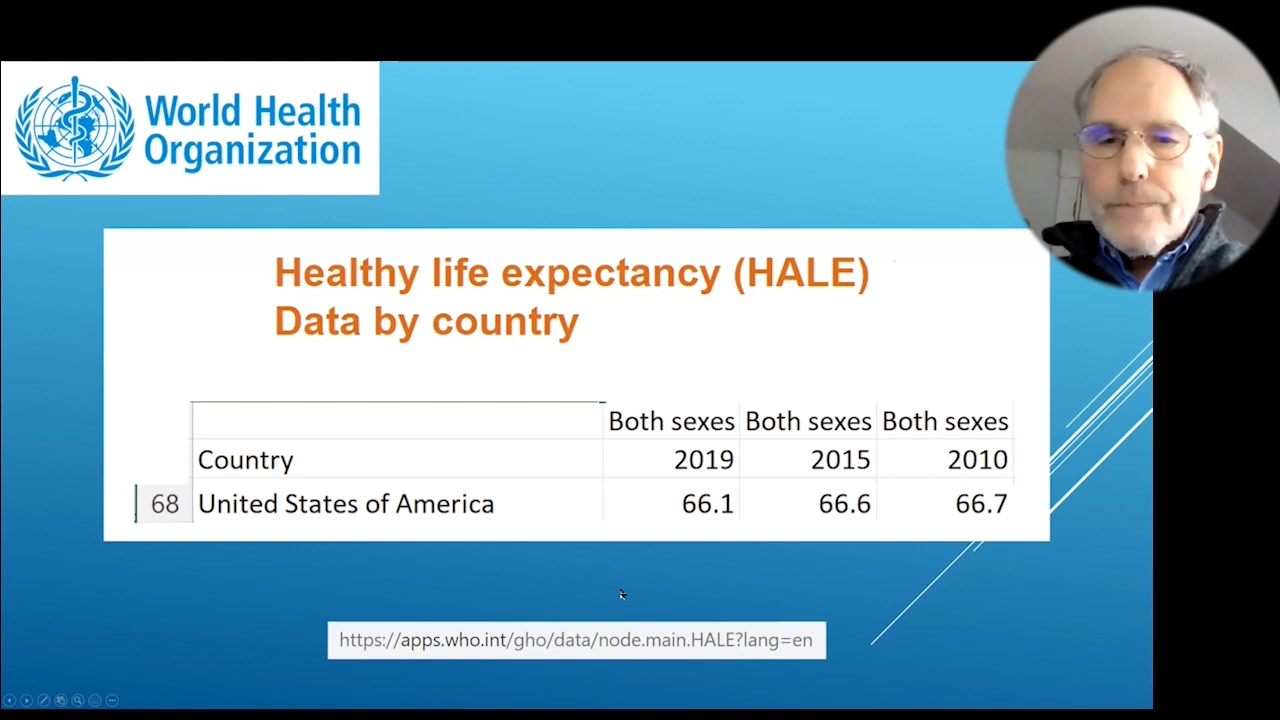 World Health
Organization
Healthy life expectancy (HALE)
Data by country
Both sexes Both sexes Both sexes
Country 2019 2015 2010
68 United States of America 66.1 66.6 66.7
https://apps.who.int/gho/data/node.main.HALE?lang=en